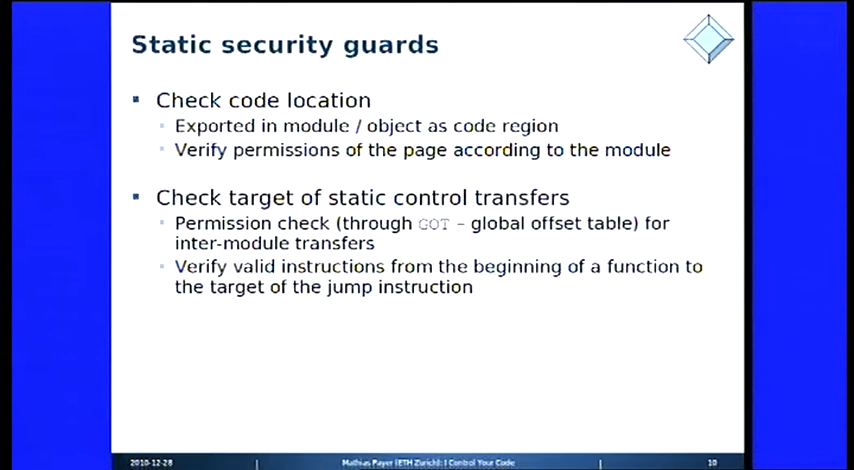 Static security guards
Check code location
Exported in module / object as code region
Verify permissions of the page according to the module
Check target of static control transfers
Permission check (through GOT – global offset table) for
inter-module transfers
Verify valid instructions from the beginning of a function to
the target of the jump instruction
2010-12-28
Mathias Payer (ETH Zurich): I Control Your Code
10